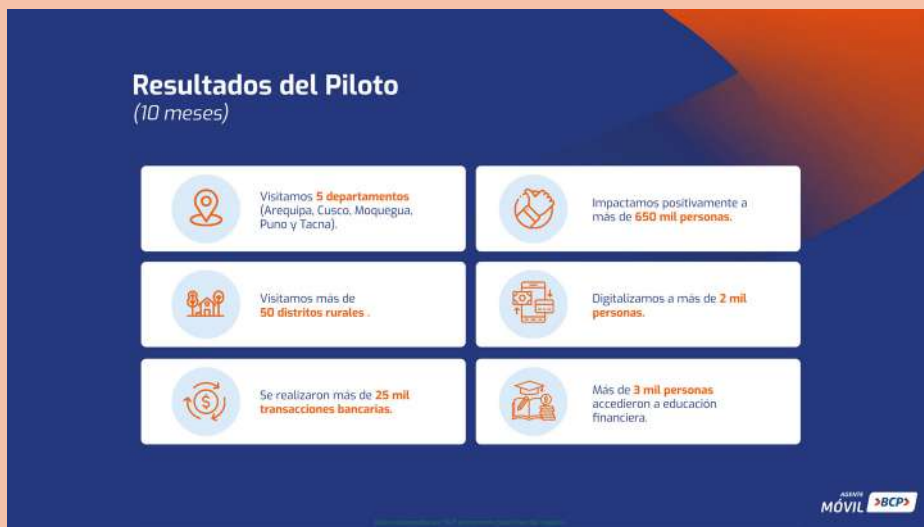 Resultados del Piloto
(10 meses)
Visitamos 5 departamentos
(Arequipa, Cusco, Moquegua,
Puno y Tacna).
Impactamos positivamente a
más de 650 mil personas.
Visitamos más de
50 distritos rurales .
Digitalizamos a más de 2 mil
personas.
Se realizaron más de 25 mil
transacciones bancarias.
Más de 3 mil personas
accedieron a educación
financiera.
AGENTE
MÓVIL >BCP>